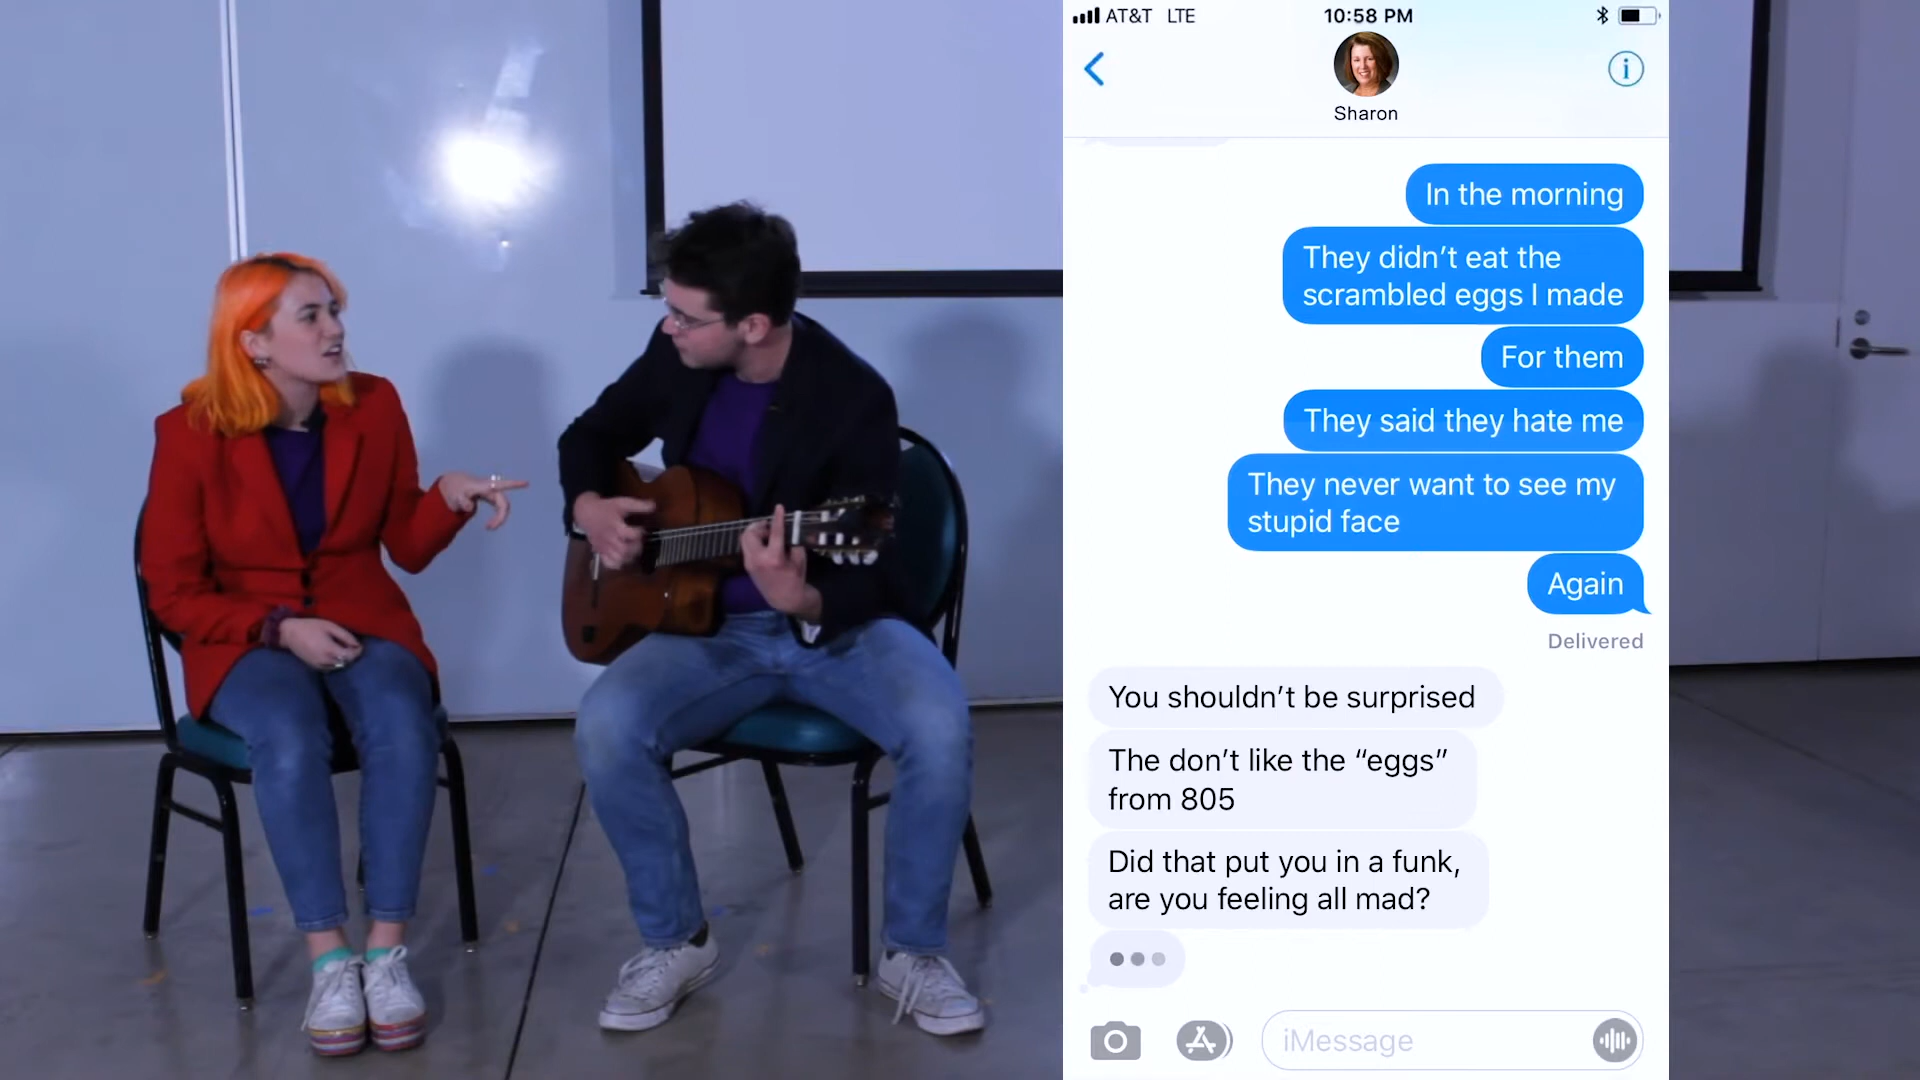 AT&T LTE 10:58 PM
Sharon
In the morning
They didn’t eat the
scrambled eggs I made
For them
They said they hate me
They never want to see my
stupid face
Again
Delivered
You shouldn’t be surprised
The don’t like the “eggs”
from 805
Did that put you in a funk,
are you feeling all mad?
iMessage